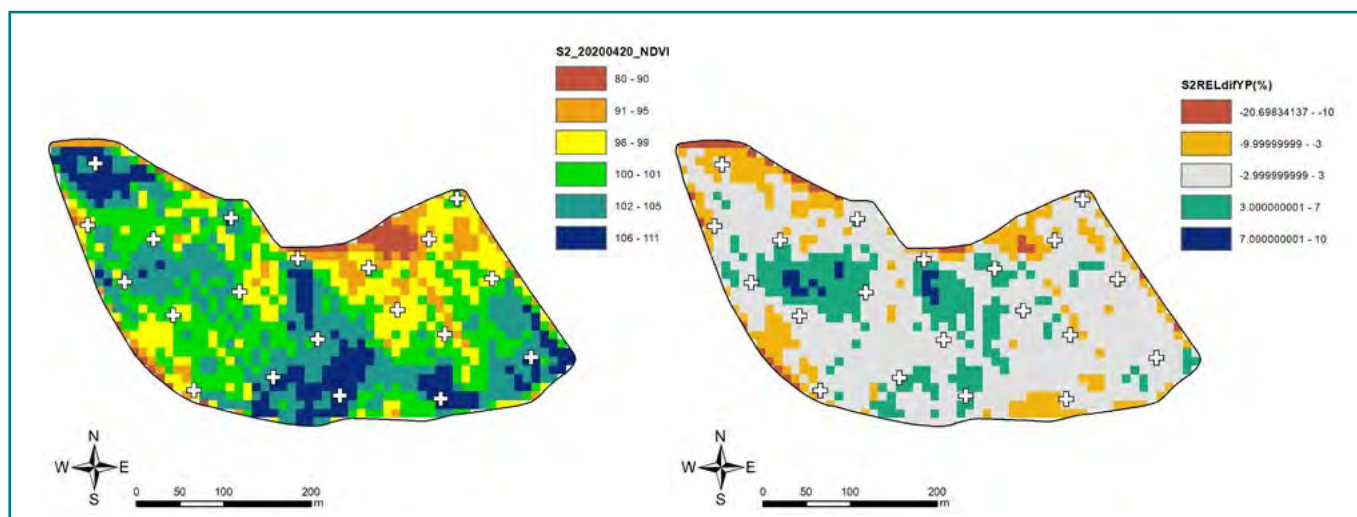 S2_20200420_NDVI
80 - 90
91 - 95
96 - 99
100 - 101
102 - 105
106 - 111
N
W E
S
0 50 100 200
m
S2RELdifYP(%)
-20.69834137 - -10
-9.99999999 - -3
-2.999999999 - 3
3.000000001 - 7
7.000000001 - 10
N
W E
S
0 50 100 200
m